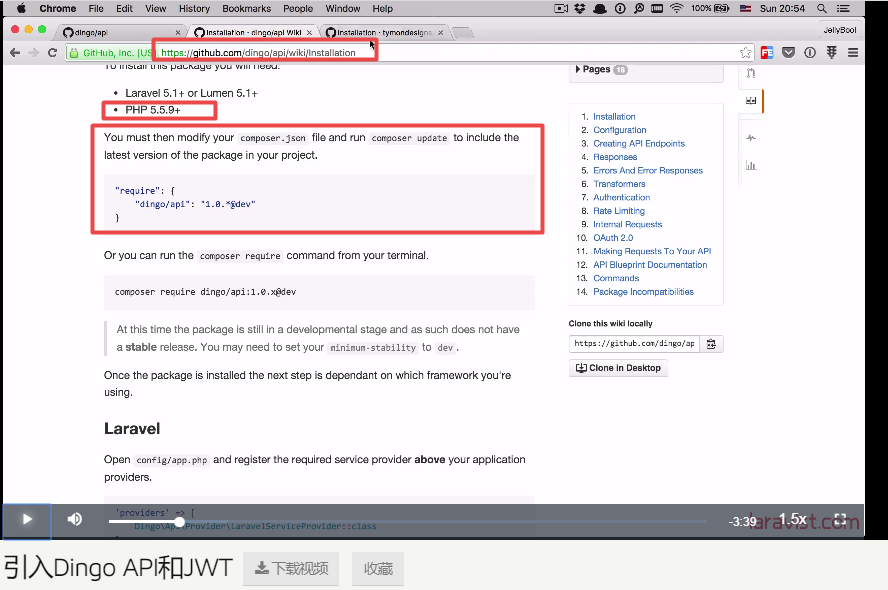 Chrome File Edit View History Bookmarks People Window Help 100% Sun 20:54
dingo/api Installation · dingo/api Wiki Installation · tymondesigns JellyBool
GitHub, Inc. [US https://github.com/dingo/api/wiki/Installation
To install this package you will need:
Laravel 5.1+ or Lumen 5.1+
PHP 5.5.9+
You must then modify your composer.json file and run composer update to include the
latest version of the package in your project.
"require": {
"dingo/api": "1.0.*@dev"
}
Or you can run the composer require command from your terminal.
composer require dingo/api:1.0.x@dev
At this time the package is still in a developmental stage and as such does not have
a stable release. You may need to set your minimum-stability to dev.
Once the package is installed the next step is dependant on which framework you're
using.
Laravel
Open config/app.php and register the required service provider above your application
providers.
'providers' => [
Dingo\Api\Provider\LaravelServiceProvider::class
Pages 16
1. Installation
2. Configuration
3. Creating API Endpoints
4. Responses
5. Errors And Error Responses
6. Transformers
7. Authentication
8. Rate Limiting
9. Internal Requests
10. OAuth 2.0
11. Making Requests To Your API
12. API Blueprint Documentation
13. Commands
14. Package Incompatibilities
Clone this wiki locally
https://github.com/dingo/ap
Clone in Desktop
-3:39 1.5x
laravist.com
引入Dingo API和JWT 下载视频 收藏